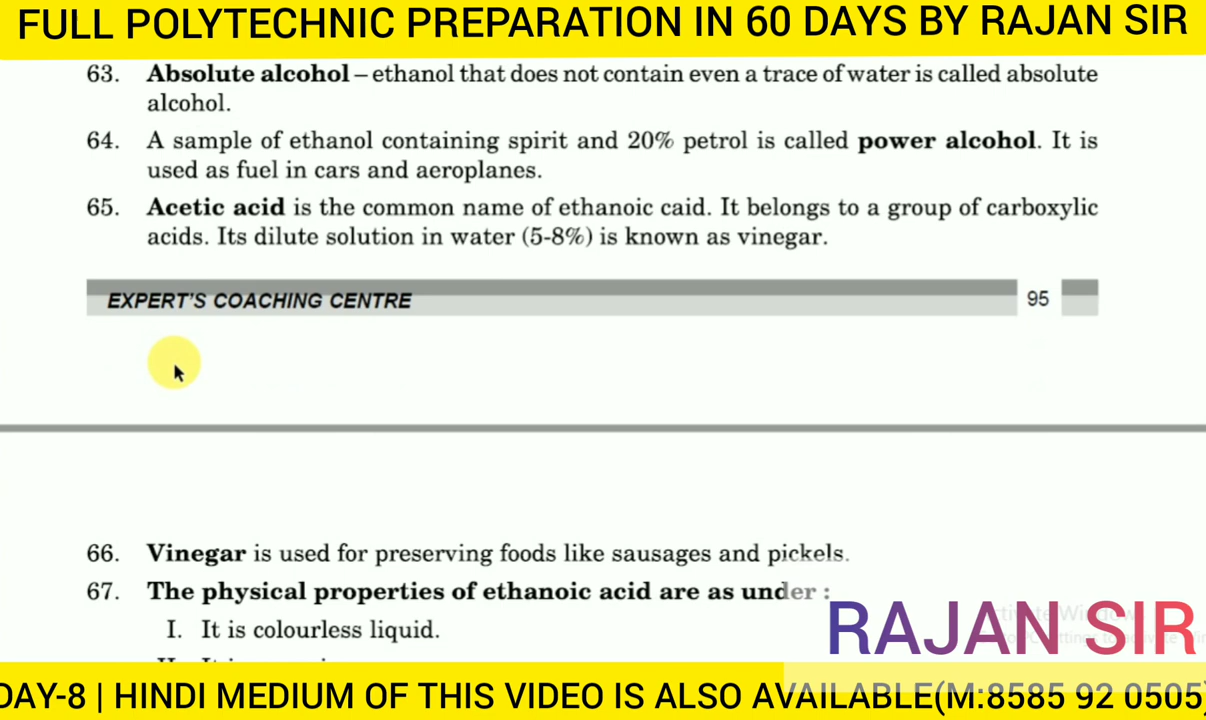 FULL POLYTECHNIC PREPARATION IN 60 DAYS BY RAJAN SIR
63. Absolute alcohol – ethanol that does not contain even a trace of water is called absolute
alcohol.
64. A sample of ethanol containing spirit and 20% petrol is called power alcohol. It is
used as fuel in cars and aeroplanes.
65. Acetic acid is the common name of ethanoic caid. It belongs to a group of carboxylic
acids. Its dilute solution in water (5-8%) is known as vinegar.
EXPERT'S COACHING CENTRE 95
66. Vinegar is used for preserving foods like sausages and pickels.
67. The physical properties of ethanoic acid are as under :
I. It is colourless liquid.
RAJAN SIR
DAY-8 | HINDI MEDIUM OF THIS VIDEO IS ALSO AVAILABLE(M:8585 92 0505)